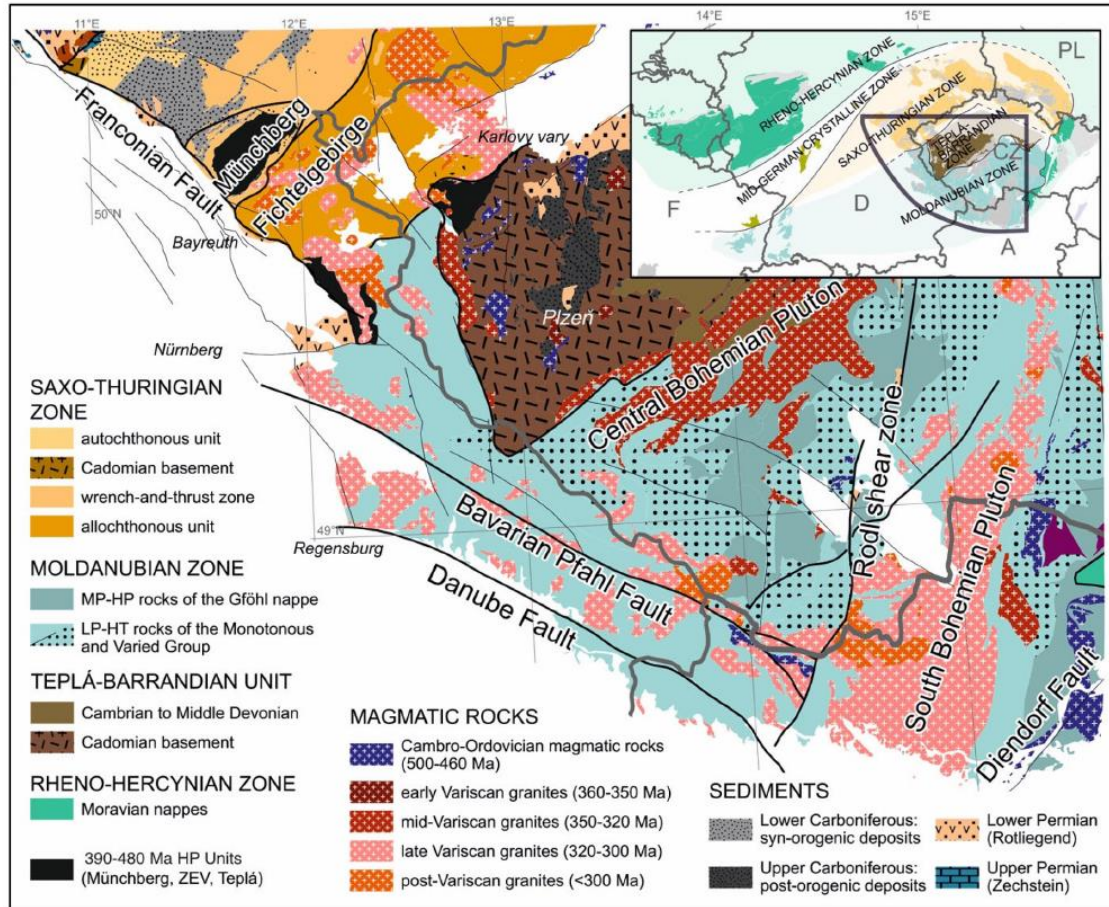 11°E
12°E
13°E
14°E
15°E
50°N
49°N
Franconian Fault
Münchberg
Fichtelgebirge
Karlovy vary
Bayreuth
Nürnberg
Plzeň
Regensburg
Central Bohemian Pluton
Bavarian Pfahl Fault
Danube Fault
Rodl shear zone
South Bohemian Pluton
Diendorf Fault
RHENO-HERCYNIAN ZONE
MID-GERMAN CRYSTALLINE ZONE
SAXO-THURINGIAN ZONE
TEPLÁ-
BARRANDIAN
ZONE
MOLDANUBIAN ZONE
PL
CZ
F
D
A
SAXO-THURINGIAN
ZONE
autochthonous unit
Cadomian basement
wrench-and-thrust zone
allochthonous unit
MOLDANUBIAN ZONE
MP-HP rocks of the Gföhl nappe
LP-HT rocks of the Monotonous
and Varied Group
TEPLÁ-BARRANDIAN UNIT
Cambrian to Middle Devonian
Cadomian basement
RHENO-HERCYNIAN ZONE
Moravian nappes
390-480 Ma HP Units
(Münchberg, ZEV, Teplá)
MAGMATIC ROCKS
Cambro-Ordovician magmatic rocks
(500-460 Ma)
early Variscan granites (360-350 Ma)
mid-Variscan granites (350-320 Ma)
late Variscan granites (320-300 Ma)
post-Variscan granites (<300 Ma)
SEDIMENTS
Lower Carboniferous:
syn-orogenic deposits
Upper Carboniferous:
post-orogenic deposits
Lower Permian
(Rotliegend)
Upper Permian
(Zechstein)